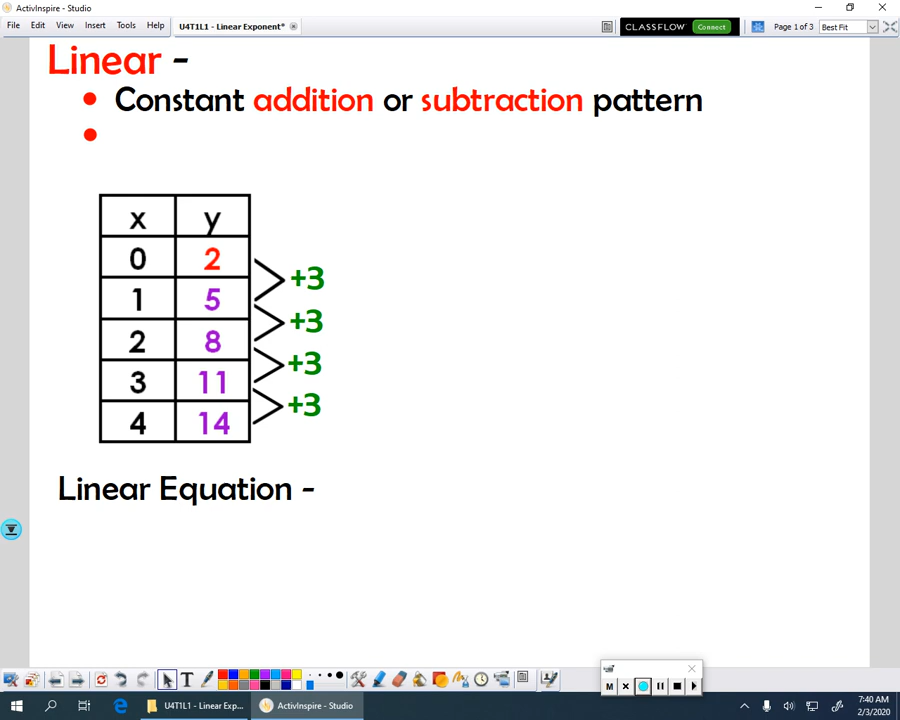 ActivInspire - Studio
File Edit View Insert Tools Help U4T1L1 - Linear Exponent* CLASSFLOW Connect Page 1 of 3 Best Fit
Linear -
Constant addition or subtraction pattern
x y
0 2
+3
1 5
+3
2 8
+3
3 11
+3
4 14
Linear Equation -
T
M
U4T1L1 - Linear Exp... ActivInspire - Studio 7:40 AM
2/3/2020